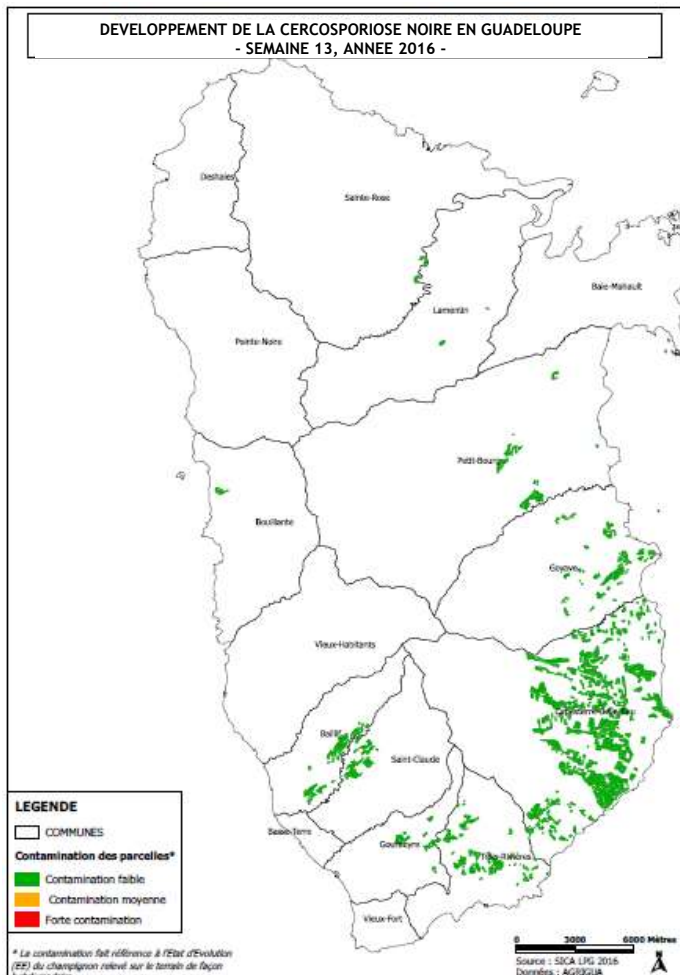 DEVELOPPEMENT DE LA CERCOSPORIOSE NOIRE EN GUADELOUPE
- SEMAINE 13, ANNEE 2016 -
Deshaies
Sainte-Rose
Baie-Mahault
Lamentin
Pointe-Noire
Petit-Bourg
Bouillante
Goyave
Vieux-Habitants
Baillif
Saint-Claude
Basse-Terre
Gourbeyre
Trois-Rivières
Vieux-Fort
LEGENDE
COMMUNES
Contamination des parcelles*
Contamination faible
Contamination moyenne
Forte contamination
* La contamination fait référence à l'Etat d'Evolution
(EE) du champignon relevé sur le terrain de façon
0 3000 6000 Mètres
Source : SICA LPG 2016
Données : AGRIGUA